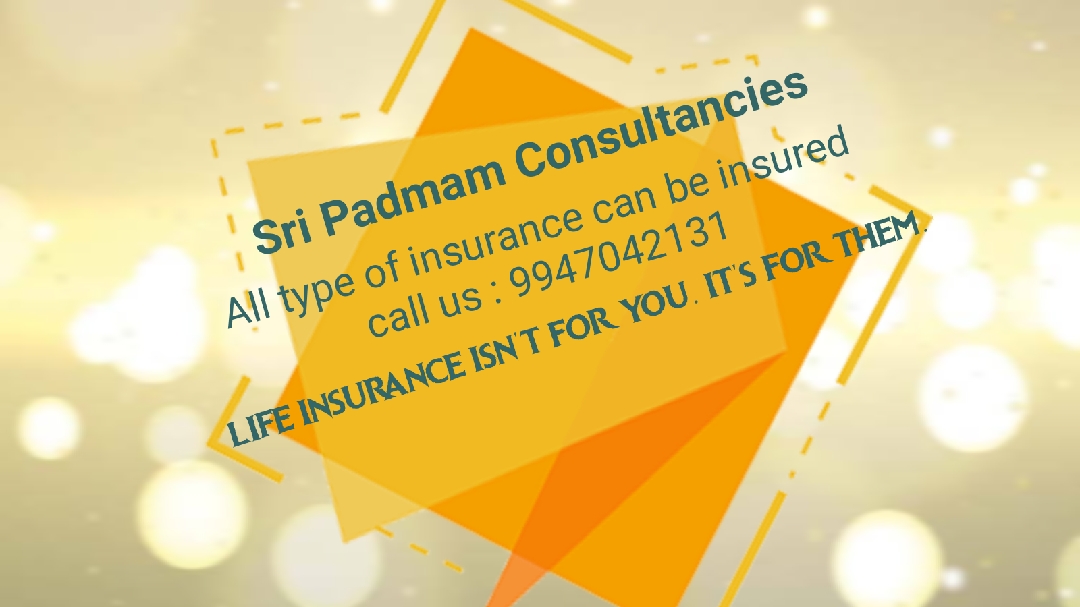 Sri Padmam Consultancies
All type of insurance can be insured
call us : 9947042131
LIFE INSURANCE ISN'T FOR YOU. IT'S FOR THEM.